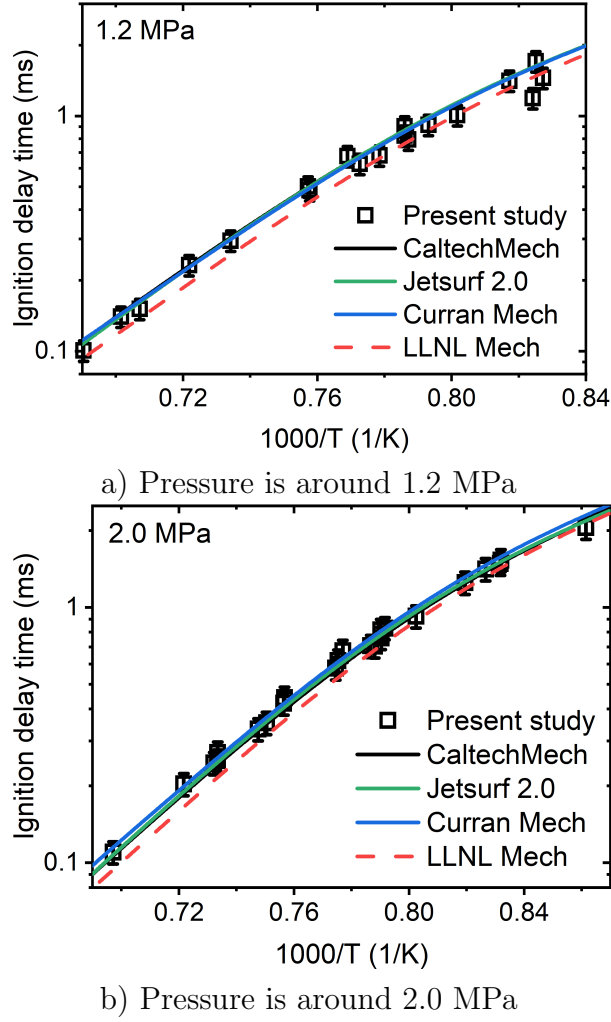 1.2 MPa
Ignition delay time (ms)
1
0.1
Present study
CaltechMech
Jetsurf 2.0
Curran Mech
LLNL Mech
0.72 0.76 0.80 0.84
1000/T (1/K)
a) Pressure is around 1.2 MPa
2.0 MPa
Ignition delay time (ms)
1
0.1
Present study
CaltechMech
Jetsurf 2.0
Curran Mech
LLNL Mech
0.72 0.76 0.80 0.84
1000/T (1/K)
b) Pressure is around 2.0 MPa